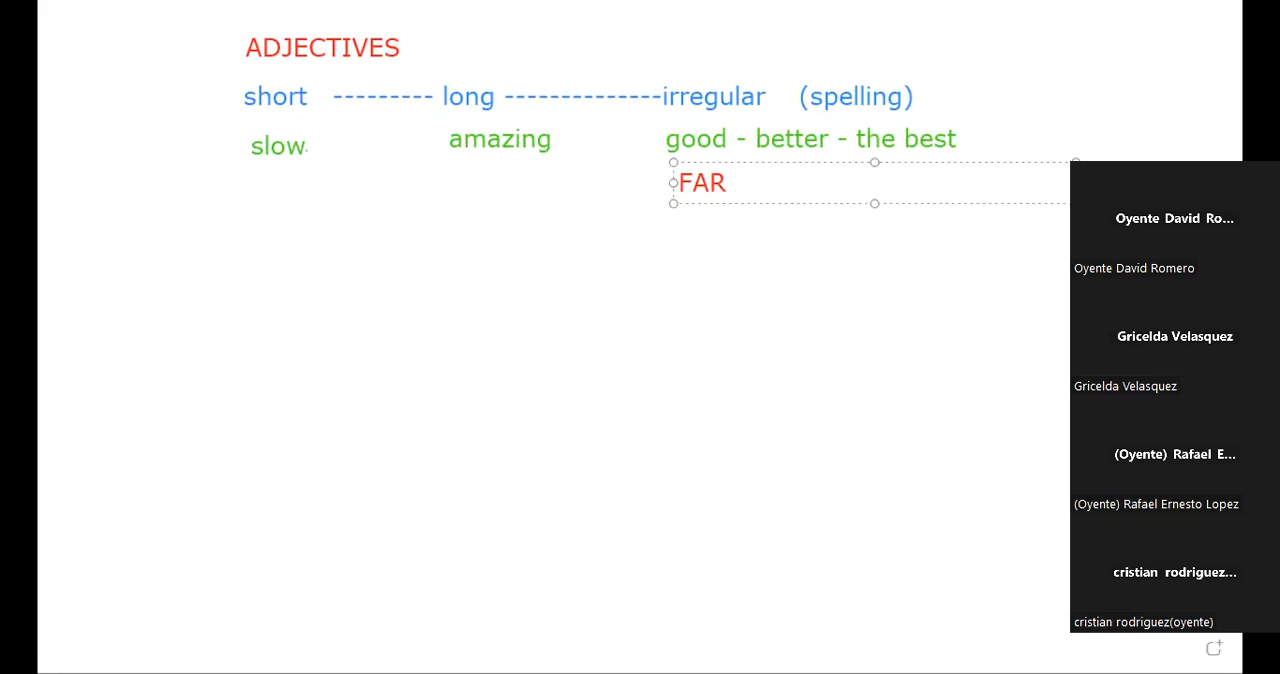 ADJECTIVES
short --------- long --------------irregular (spelling)
slow amazing good - better - the best
FAR
Oyente David Ro...
Oyente David Romero
Gricelda Velasquez
Gricelda Velasquez
(Oyente) Rafael E...
(Oyente) Rafael Ernesto Lopez
cristian rodriguez...
cristian rodriguez(oyente)